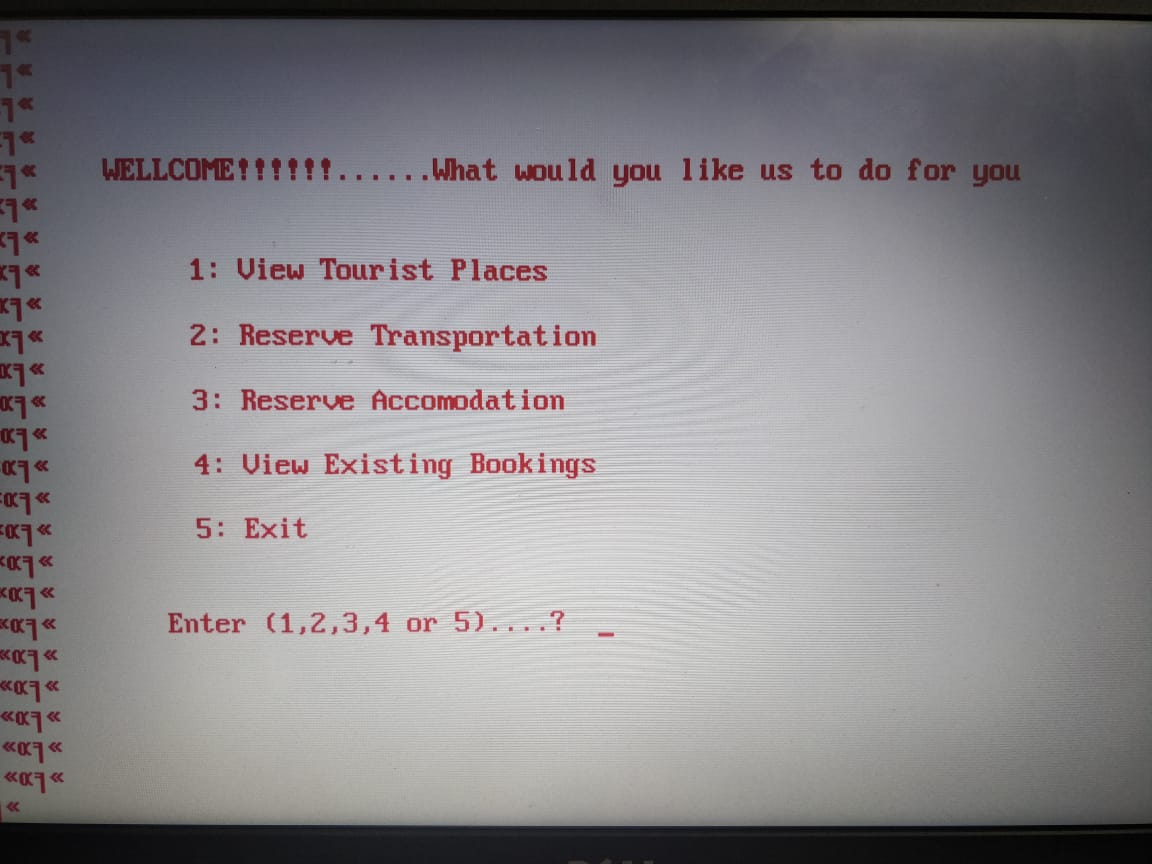 WELLCOME!!!!!!......What would you like us to do for you
1: View Tourist Places
2: Reserve Transportation
3: Reserve Accomodation
4: View Existing Bookings
5: Exit
Enter (1,2,3,4 or 5)....? _